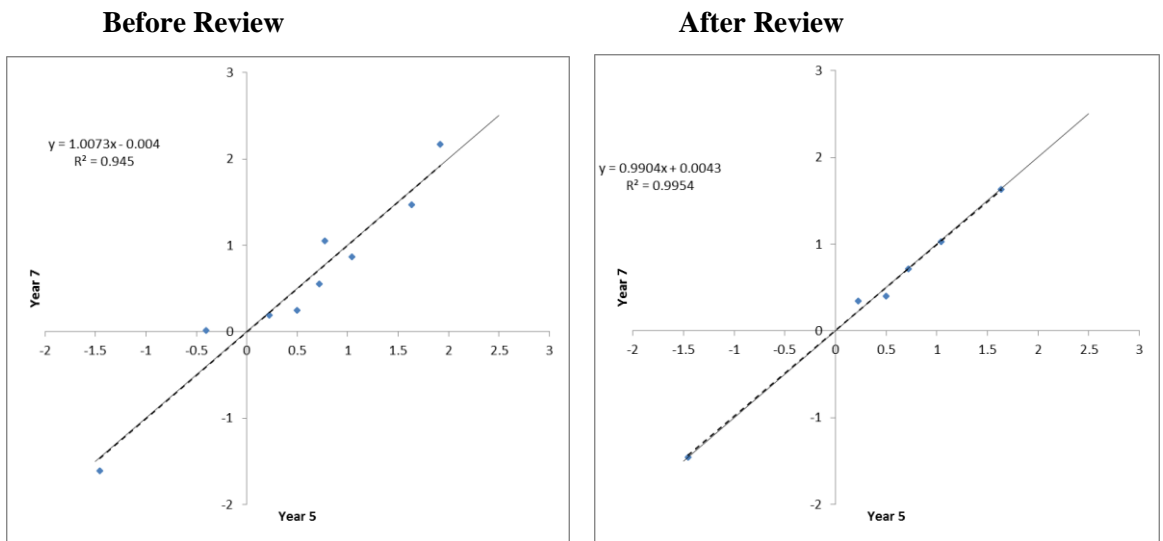 Before Review
After Review
3
y = 1.0073x - 0.004
R² = 0.945
2
1
Year 7
0
-2 -1.5 -1 -0.5 0 0.5 1 1.5 2 2.5 3
-1
-2
Year 5
3
y = 0.9904x + 0.0043
R² = 0.9954
2
1
Year 7
0
-2 -1.5 -1 -0.5 0 0.5 1 1.5 2 2.5 3
-1
-2
Year 5